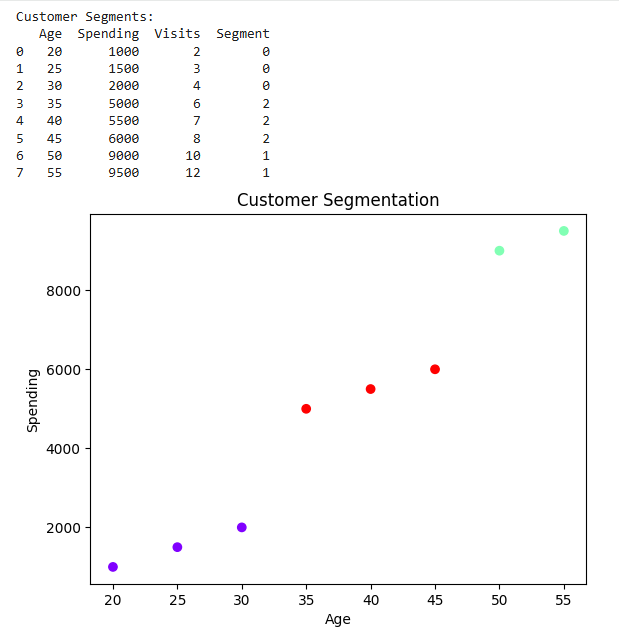 Customer Segments:
Age Spending Visits Segment
0 20 1000 2 0
1 25 1500 3 0
2 30 2000 4 0
3 35 5000 6 2
4 40 5500 7 2
5 45 6000 8 2
6 50 9000 10 1
7 55 9500 12 1
Customer Segmentation
8000
6000
4000
2000
Spending
20 25 30 35 40 45 50 55
Age